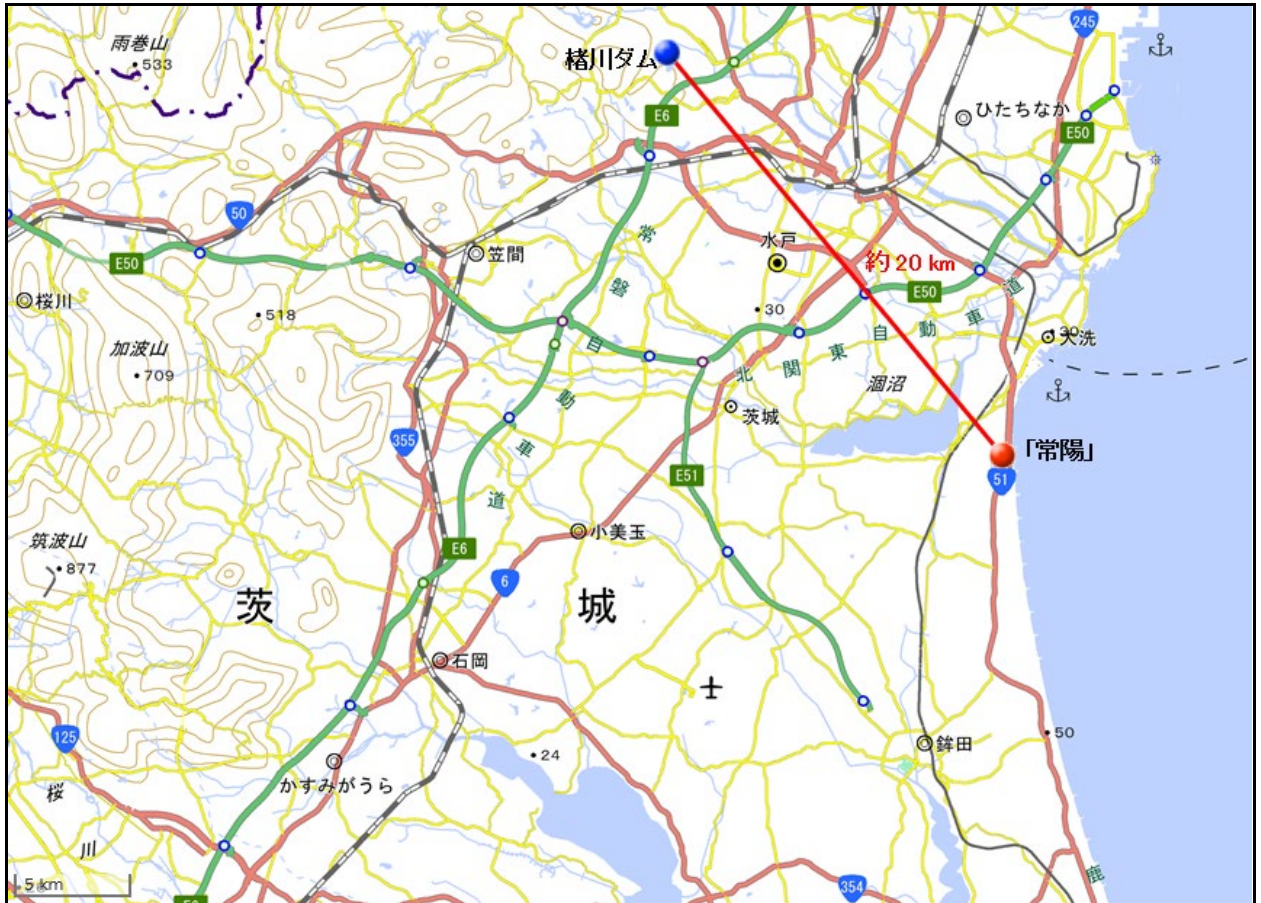 雨巻山
533
楮川ダム
245
ひたちなか
E6
E50
50
水戸
常
磐
自
動
車
道
約20 km
笠間
E50
桜川
518
30
E50
北
関
東
自
動
車
道
30
大洗
加波山
709
涸沼
茨城
355
E51
「常陽」
51
筑波山
877
E6
小美玉
6
茨
城
石岡
125
24
50
鉾田
かすみがうら
桜
川
5 km
354
鹿